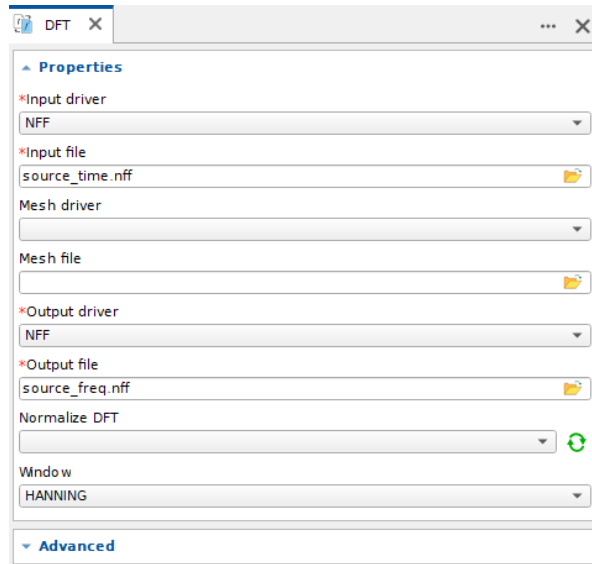 DFT
Properties
*Input driver
NFF
*Input file
source_time.nff
Mesh driver
Mesh file
*Output driver
NFF
*Output file
source_freq.nff
Normalize DFT
Window
HANNING
Advanced